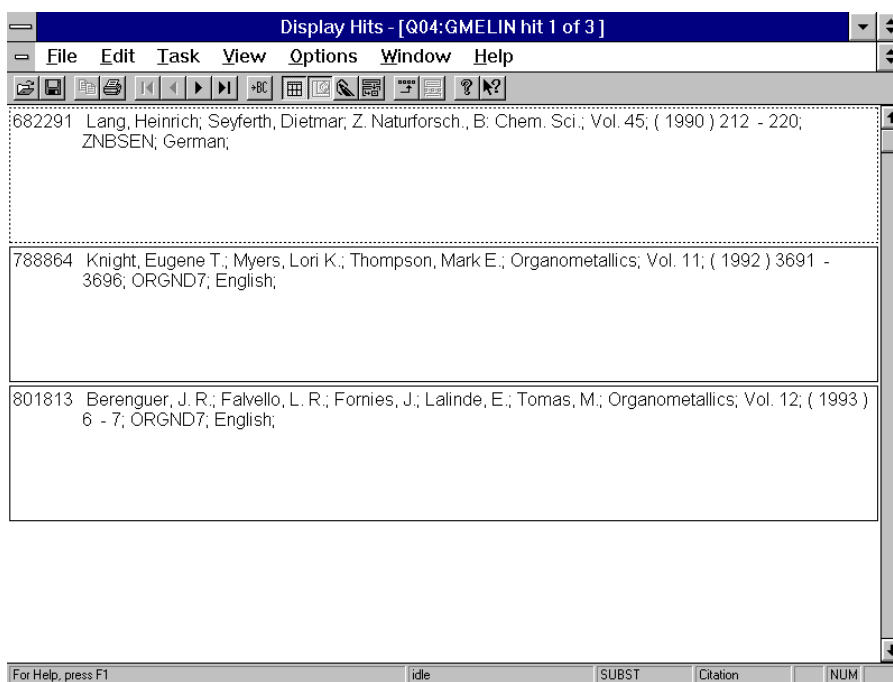 Display Hits - [Q04:GMELIN hit 1 of 3 ]
File Edit Task View Options Window Help
→BC ? ?
682291 Lang, Heinrich; Seyferth, Dietmar; Z. Naturforsch., B: Chem. Sci.; Vol. 45; ( 1990 ) 212 - 220;
ZNBSEN; German;
788864 Knight, Eugene T.; Myers, Lori K.; Thompson, Mark E.; Organometallics; Vol. 11; ( 1992 ) 3691 -
3696; ORGND7; English;
801813 Berenguer, J. R.; Falvello, L. R.; Fornies, J.; Lalinde, E.; Tomas, M.; Organometallics; Vol. 12; ( 1993 )
6 - 7; ORGND7; English;
For Help, press F1 idle SUBST Citation NUM